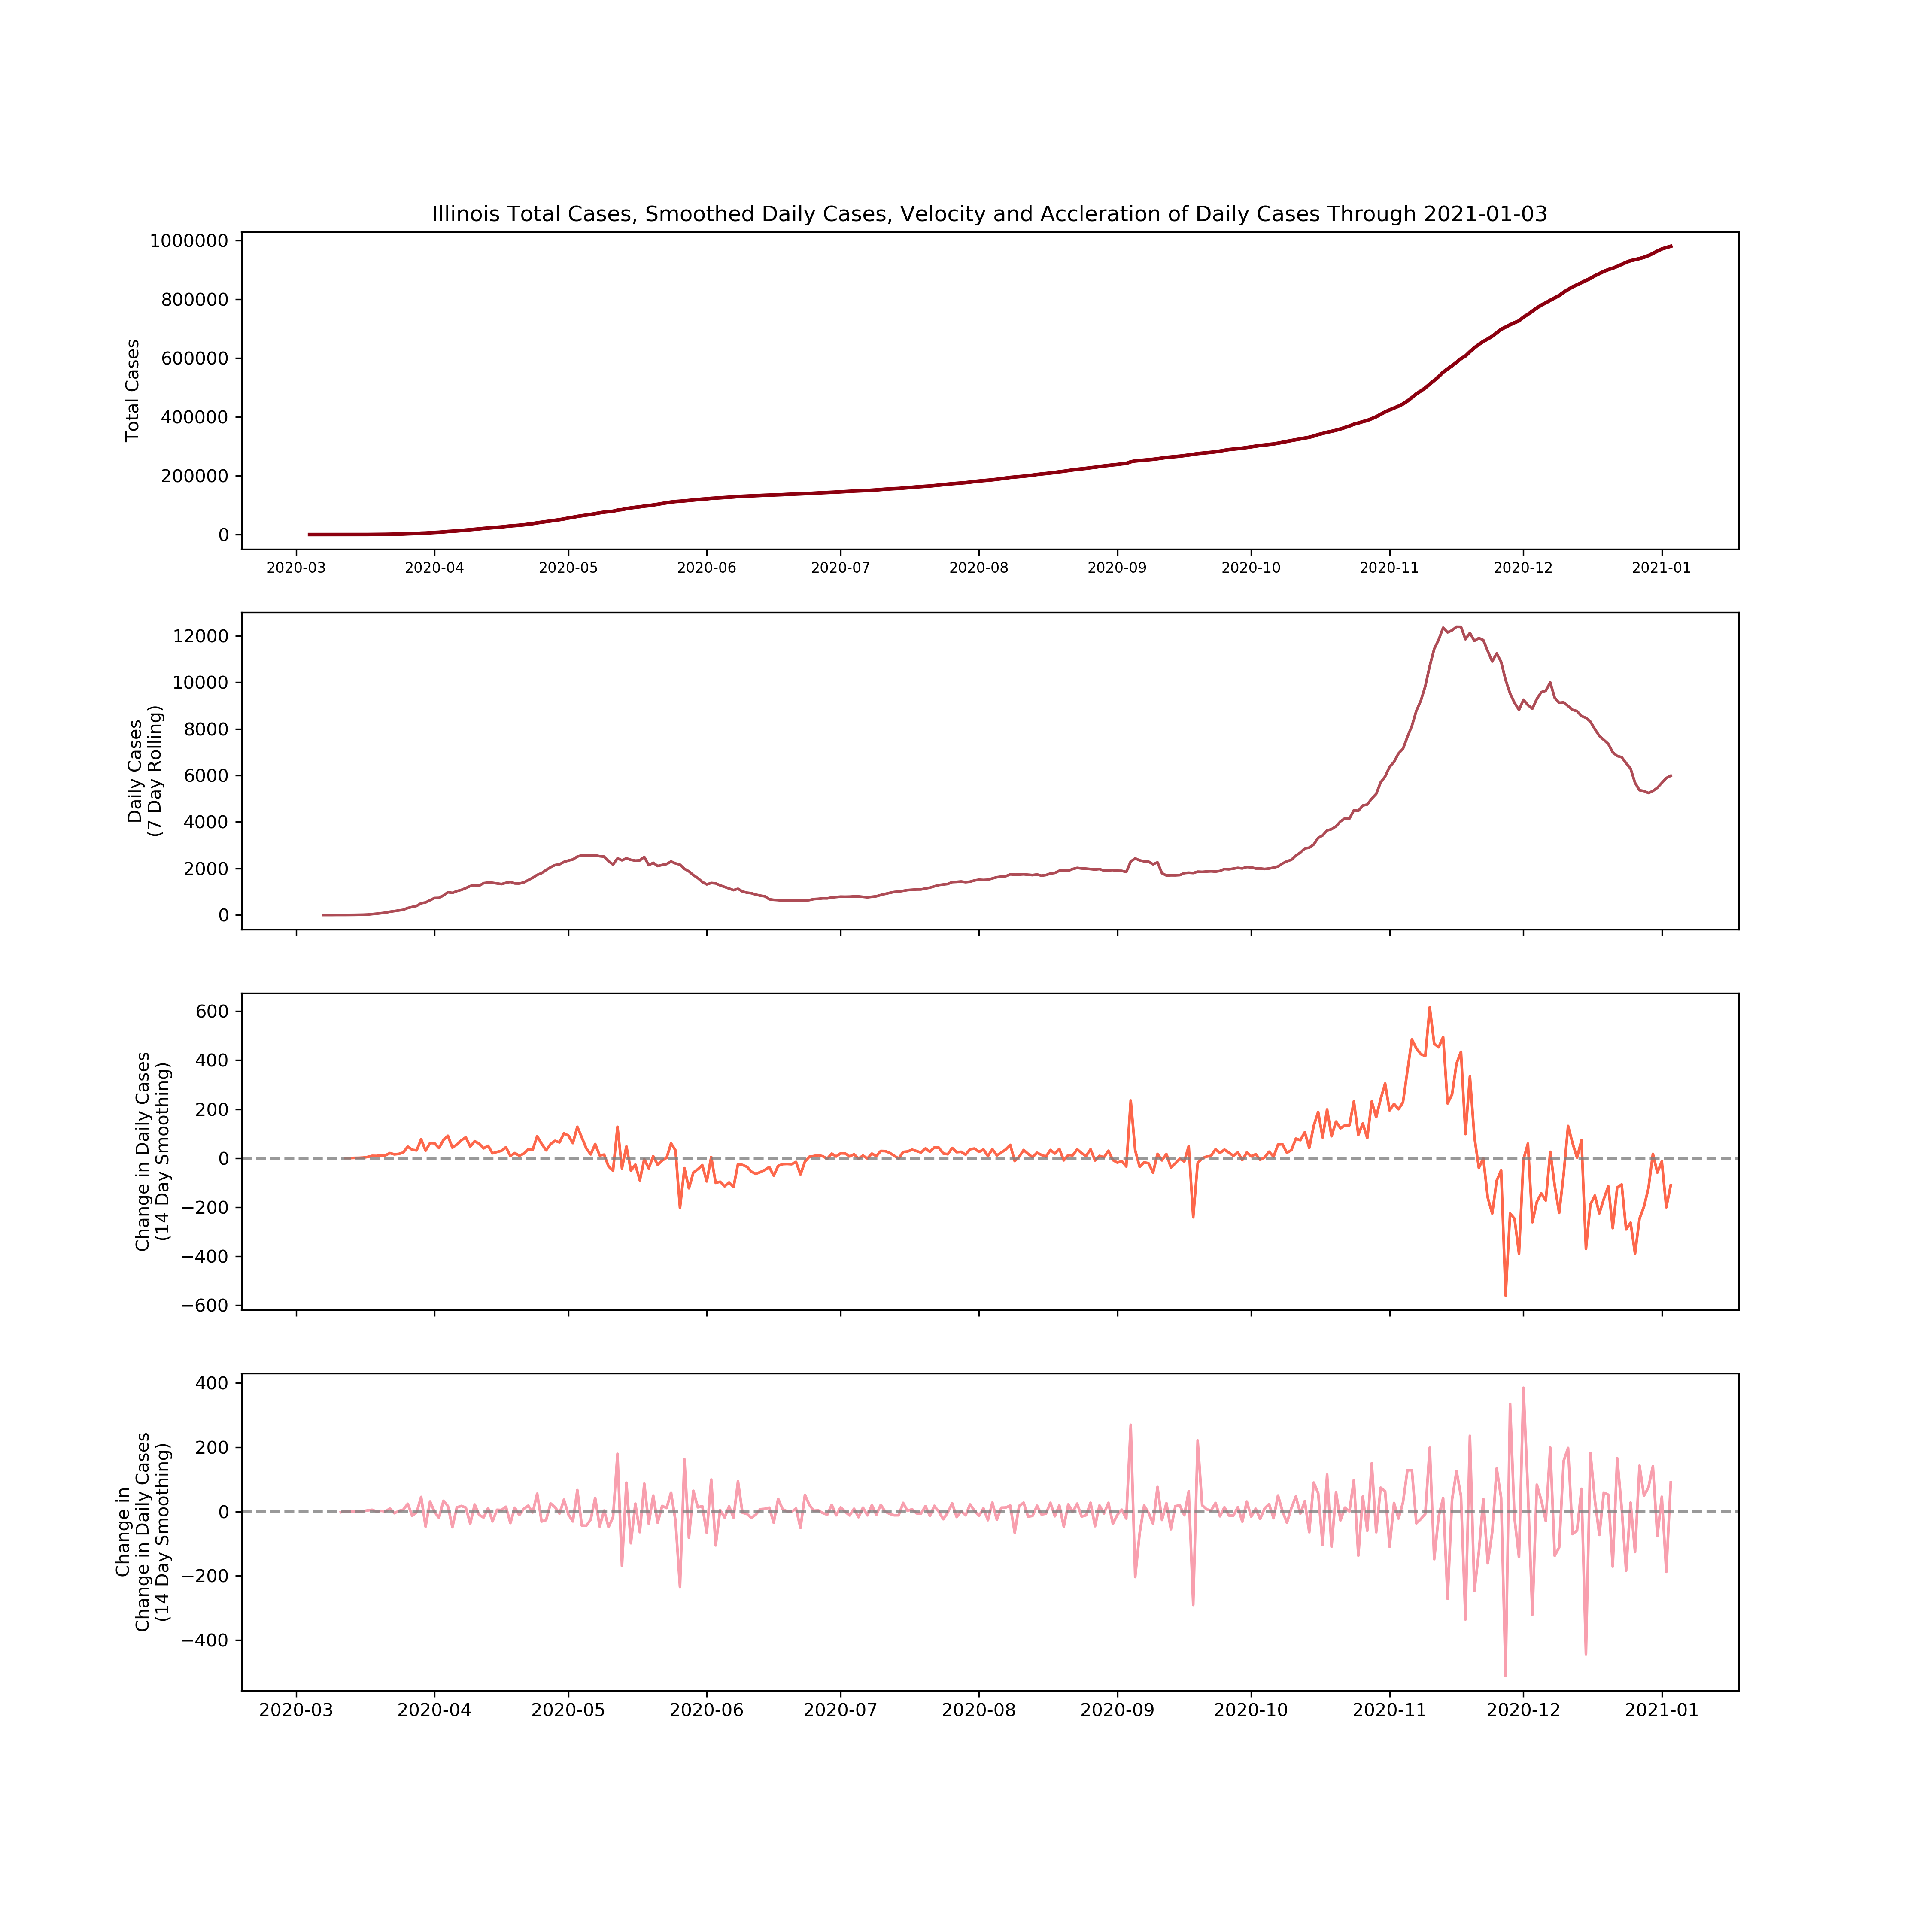 Illinois Total Cases, Smoothed Daily Cases, Velocity and Accleration of Daily Cases Through 2021-01-03
1000000
800000
600000
400000
200000
0
Total Cases
2020-03 2020-04 2020-05 2020-06 2020-07 2020-08 2020-09 2020-10 2020-11 2020-12 2021-01
12000
10000
8000
6000
4000
2000
0
Daily Cases
(7 Day Rolling)
600
400
200
0
−200
−400
−600
Change in Daily Cases
(14 Day Smoothing)
400
200
0
−200
−400
Change in
Change in Daily Cases
(14 Day Smoothing)
2020-03 2020-04 2020-05 2020-06 2020-07 2020-08 2020-09 2020-10 2020-11 2020-12 2021-01